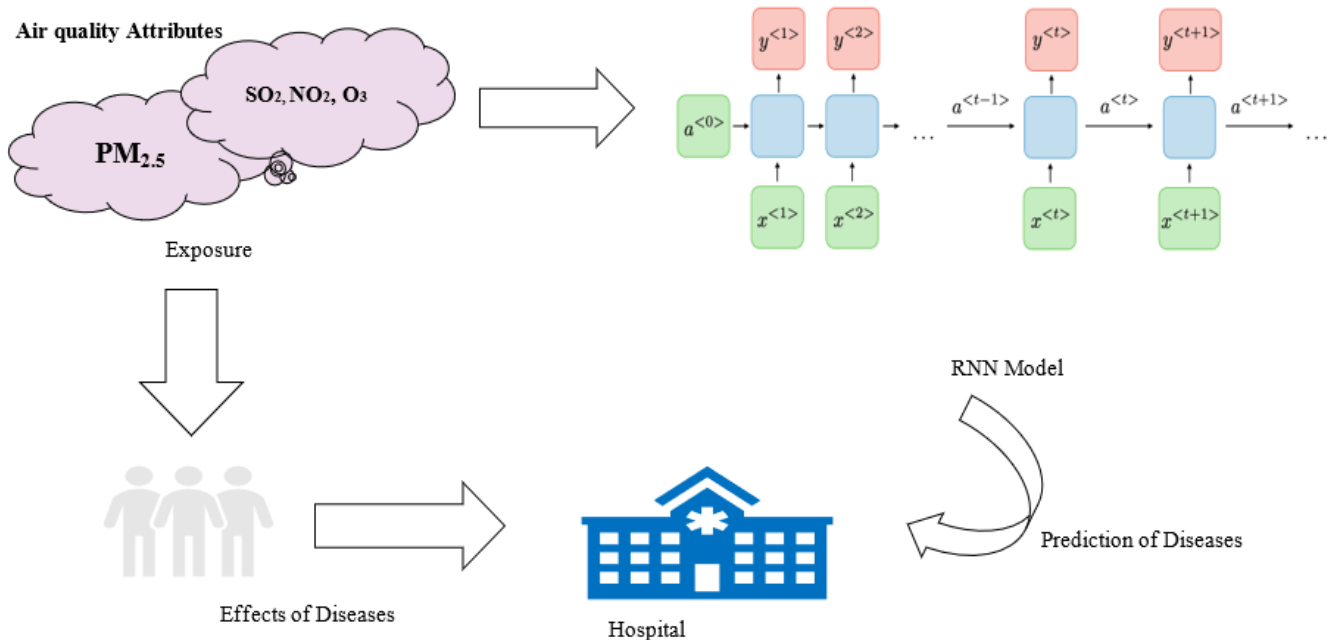 Air quality Attributes
SO₂, NO₂, O₃
PM₂.₅
Exposure
y^{<1>} y^{<2>} y^{<t>} y^{<t+1>}
a^{<0>} ... a^{<t-1>} a^{<t>} a^{<t+1>} ...
x^{<1>} x^{<2>} x^{<t>} x^{<t+1>}
RNN Model
Prediction of Diseases
Effects of Diseases
Hospital